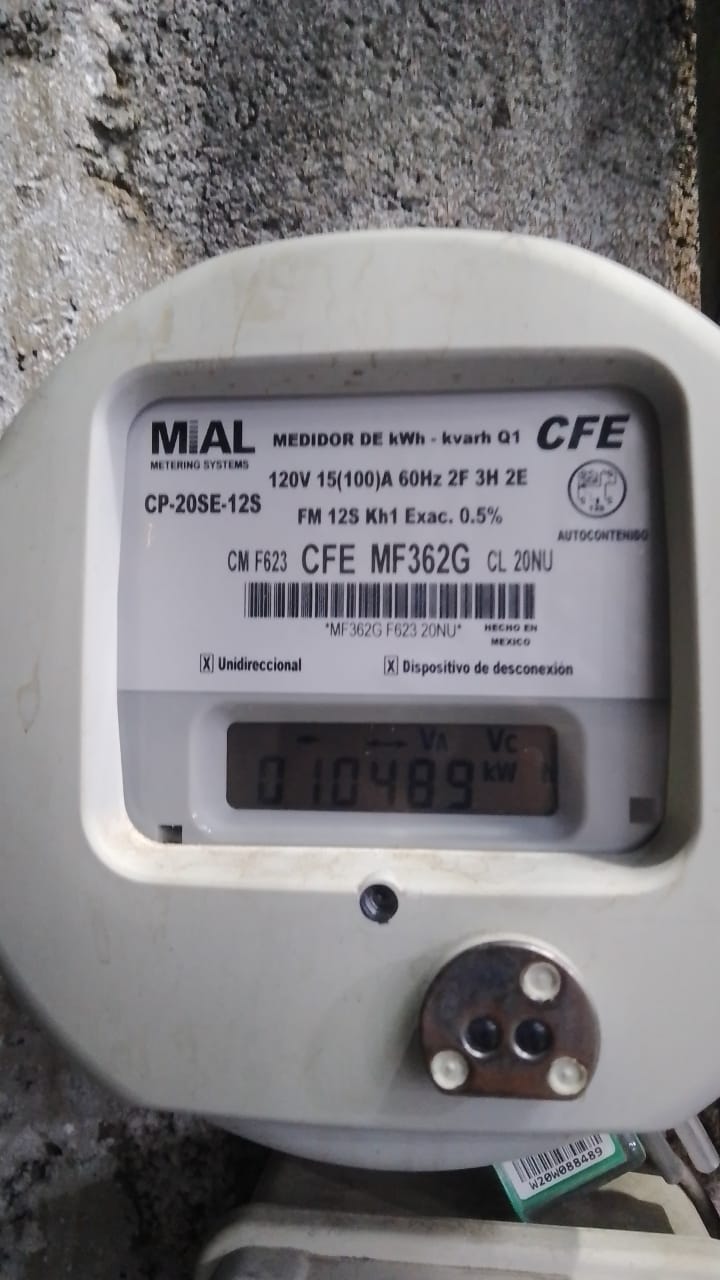 MIAL
METERING SYSTEMS
MEDIDOR DE kWh - kvarh Q1
CFE
120V 15(100)A 60Hz 2F 3H 2E
CP-20SE-12S
FM 12S Kh1 Exac. 0.5%
AUTOCONTENIDO
CM F623 CFE MF362G CL 20NU
*MF362G F623 20NU*
HECHO EN
MEXICO
X Unidireccional
X Dispositivo de desconexión
VA VC
010489 kW
W20W088489